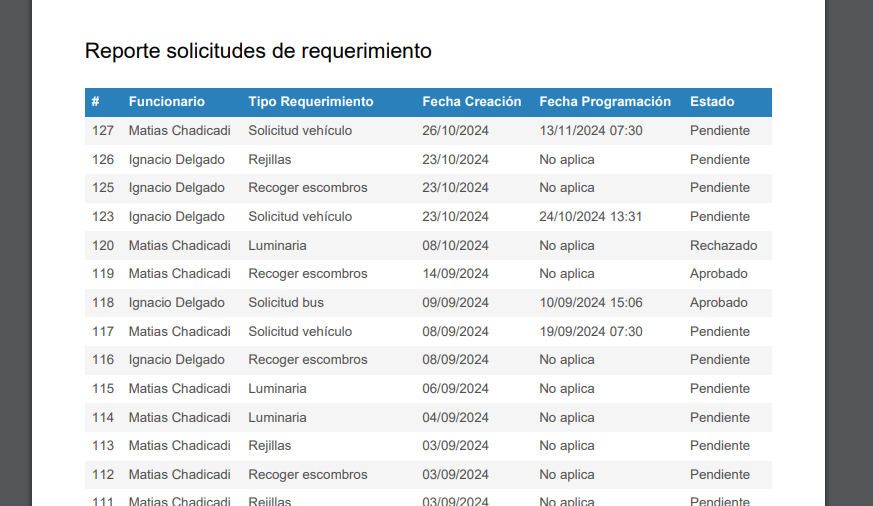 Reporte solicitudes de requerimiento
# Funcionario Tipo Requerimiento Fecha Creación Fecha Programación Estado
127 Matias Chadicadi Solicitud vehículo 26/10/2024 13/11/2024 07:30 Pendiente
126 Ignacio Delgado Rejillas 23/10/2024 No aplica Pendiente
125 Ignacio Delgado Recoger escombros 23/10/2024 No aplica Pendiente
123 Ignacio Delgado Solicitud vehículo 23/10/2024 24/10/2024 13:31 Pendiente
120 Matias Chadicadi Luminaria 08/10/2024 No aplica Rechazado
119 Matias Chadicadi Recoger escombros 14/09/2024 No aplica Aprobado
118 Ignacio Delgado Solicitud bus 09/09/2024 10/09/2024 15:06 Aprobado
117 Matias Chadicadi Solicitud vehículo 08/09/2024 19/09/2024 07:30 Pendiente
116 Ignacio Delgado Recoger escombros 08/09/2024 No aplica Pendiente
115 Matias Chadicadi Luminaria 06/09/2024 No aplica Pendiente
114 Matias Chadicadi Luminaria 04/09/2024 No aplica Pendiente
113 Matias Chadicadi Rejillas 03/09/2024 No aplica Pendiente
112 Matias Chadicadi Recoger escombros 03/09/2024 No aplica Pendiente
111 Matias Chadicadi Rejillas 03/09/2024 No aplica Pendiente